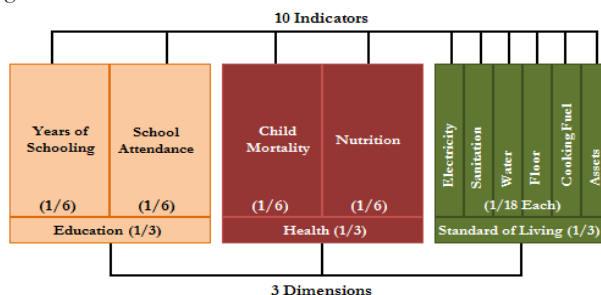 10 Indicators
Years of
Schooling
(1/6)
School
Attendance
(1/6)
Education (1/3)
Child
Mortality
(1/6)
Nutrition
(1/6)
Health (1/3)
Electricity
Sanitation
Water
Floor
Cooking Fuel
Assets
(1/18 Each)
Standard of Living (1/3)
3 Dimensions